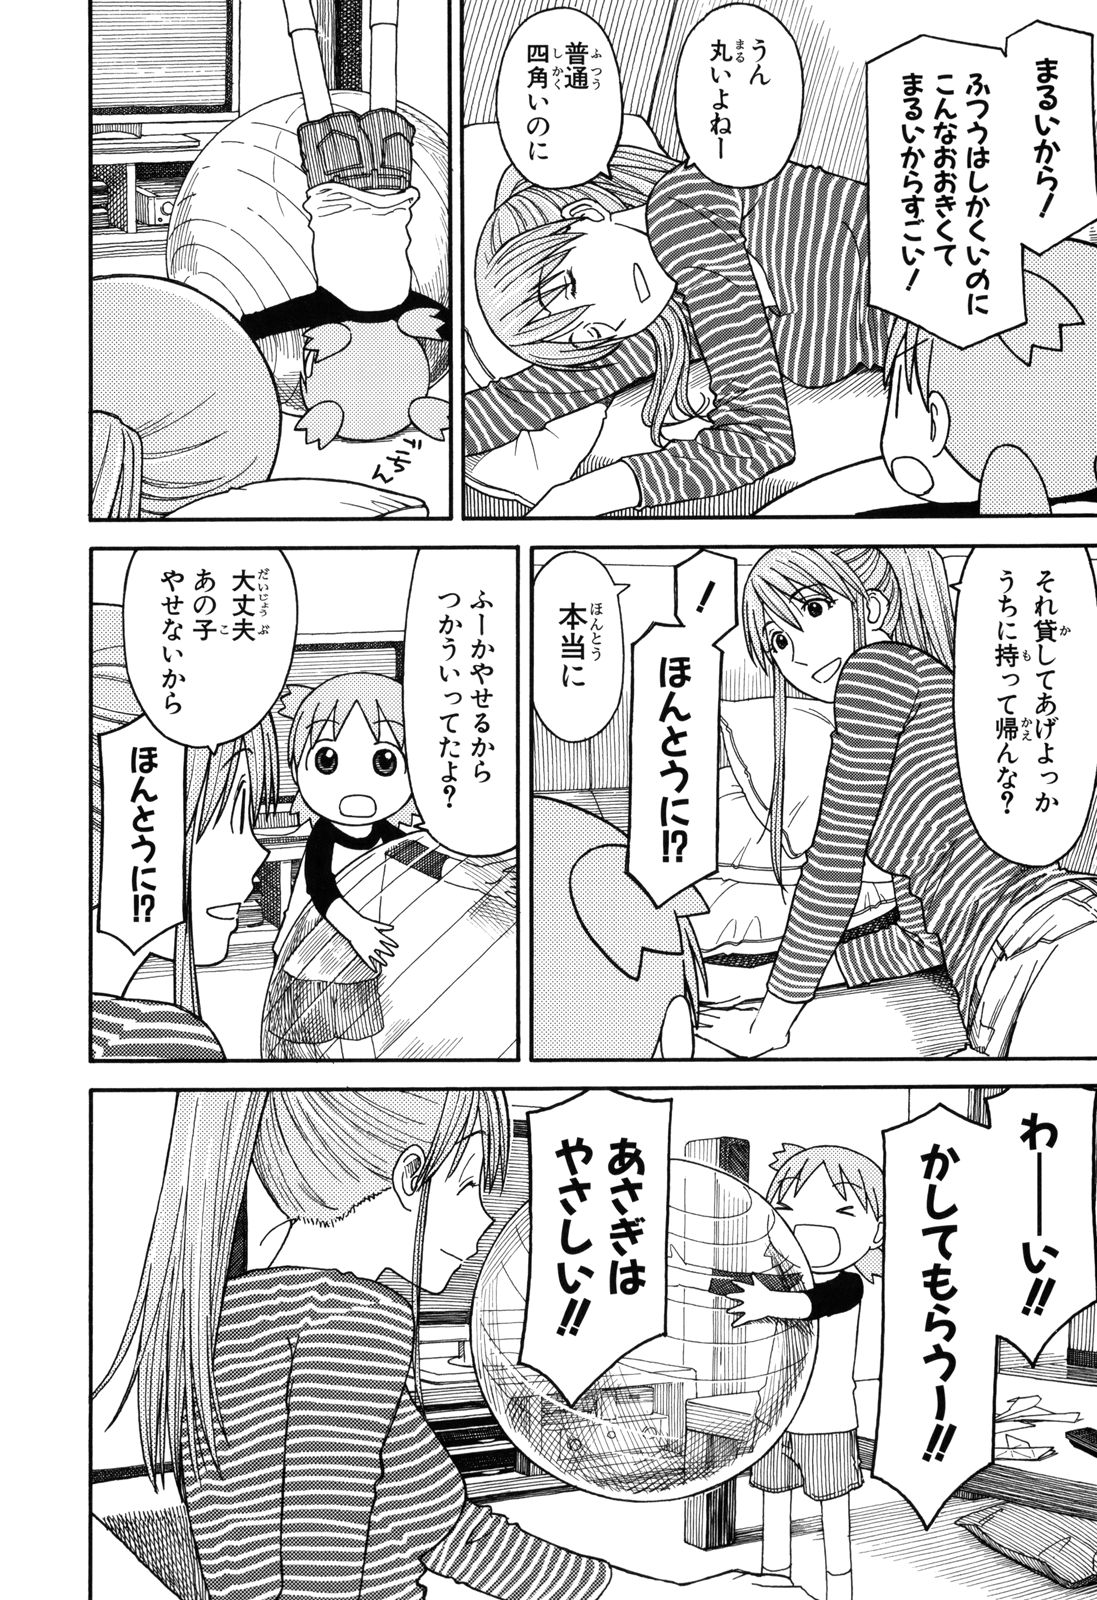 まるいから！
ふつうはしかくいのに
こんなおおきくて
まるいからすごい！
うん
丸いよねー
普通
四角いのに
ごちん
それ貸してあげよっか
うちに持って帰んな？
！
ほんとうに!?
本当に
ふーかやせるから
つかういってたよ？
大丈夫
あの子
やせないから
ほんとうに!?
わーーい!!
かしてもらうー!!
あさぎは
やさしい!!